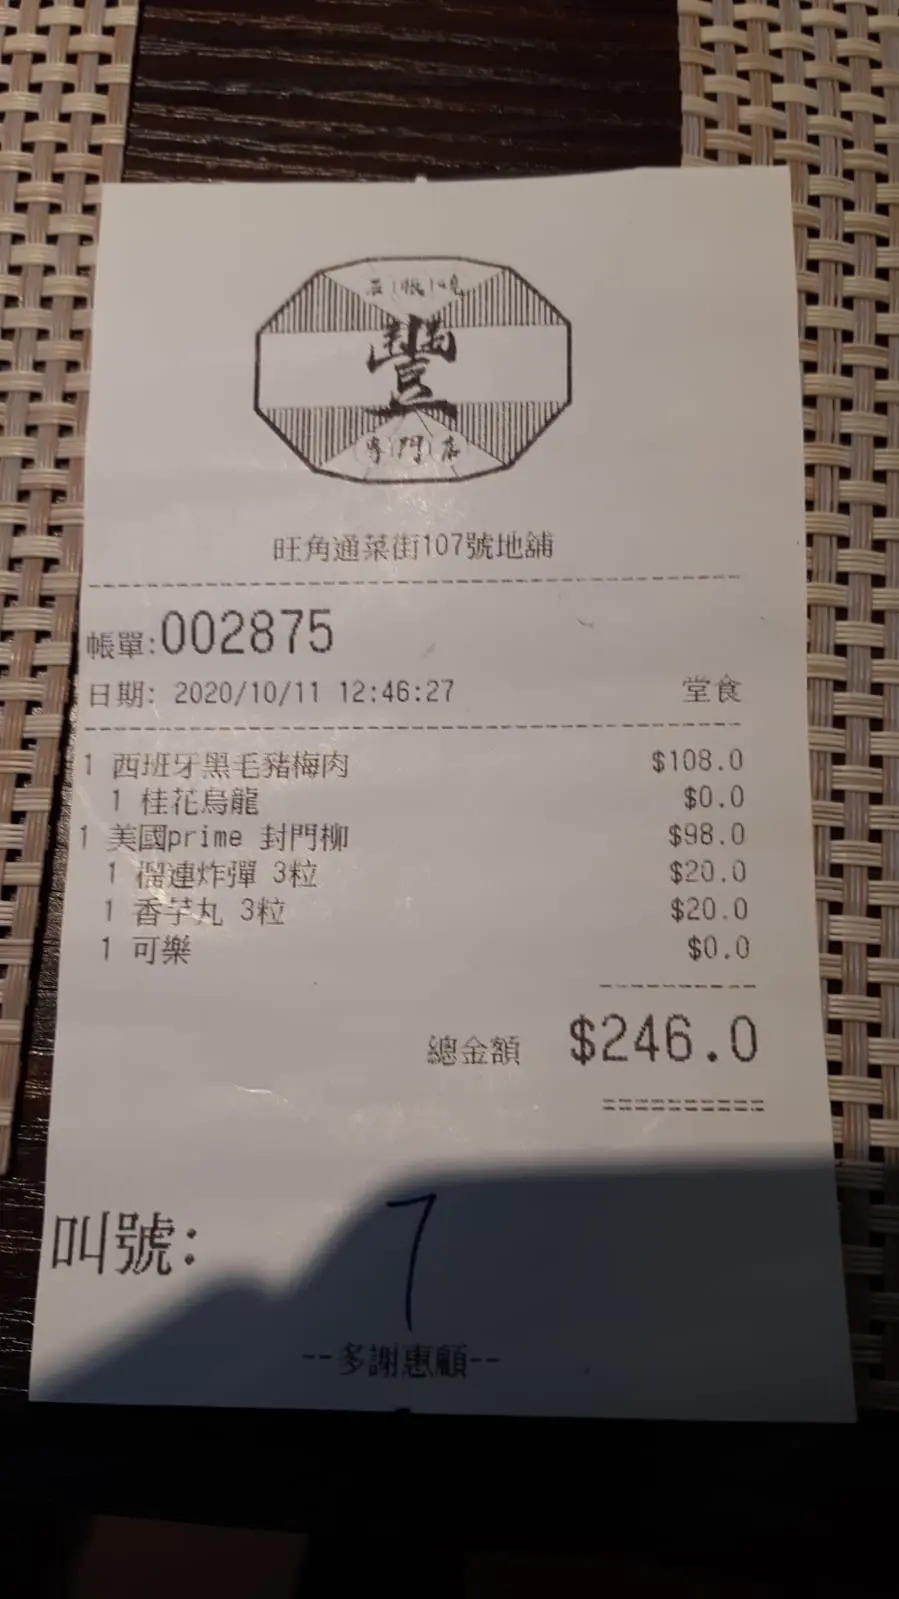 豐
專門店
旺角通菜街107號地舖
帳單:002875
日期: 2020/10/11 12:46:27 堂食
1 西班牙黑毛豬梅肉 $108.0
1 桂花烏龍 $0.0
1 美國prime 封門柳 $98.0
1 榴連炸彈 3粒 $20.0
1 香芋丸 3粒 $20.0
1 可樂 $0.0
總金額 $246.0
叫號: 7
--多謝惠顧--